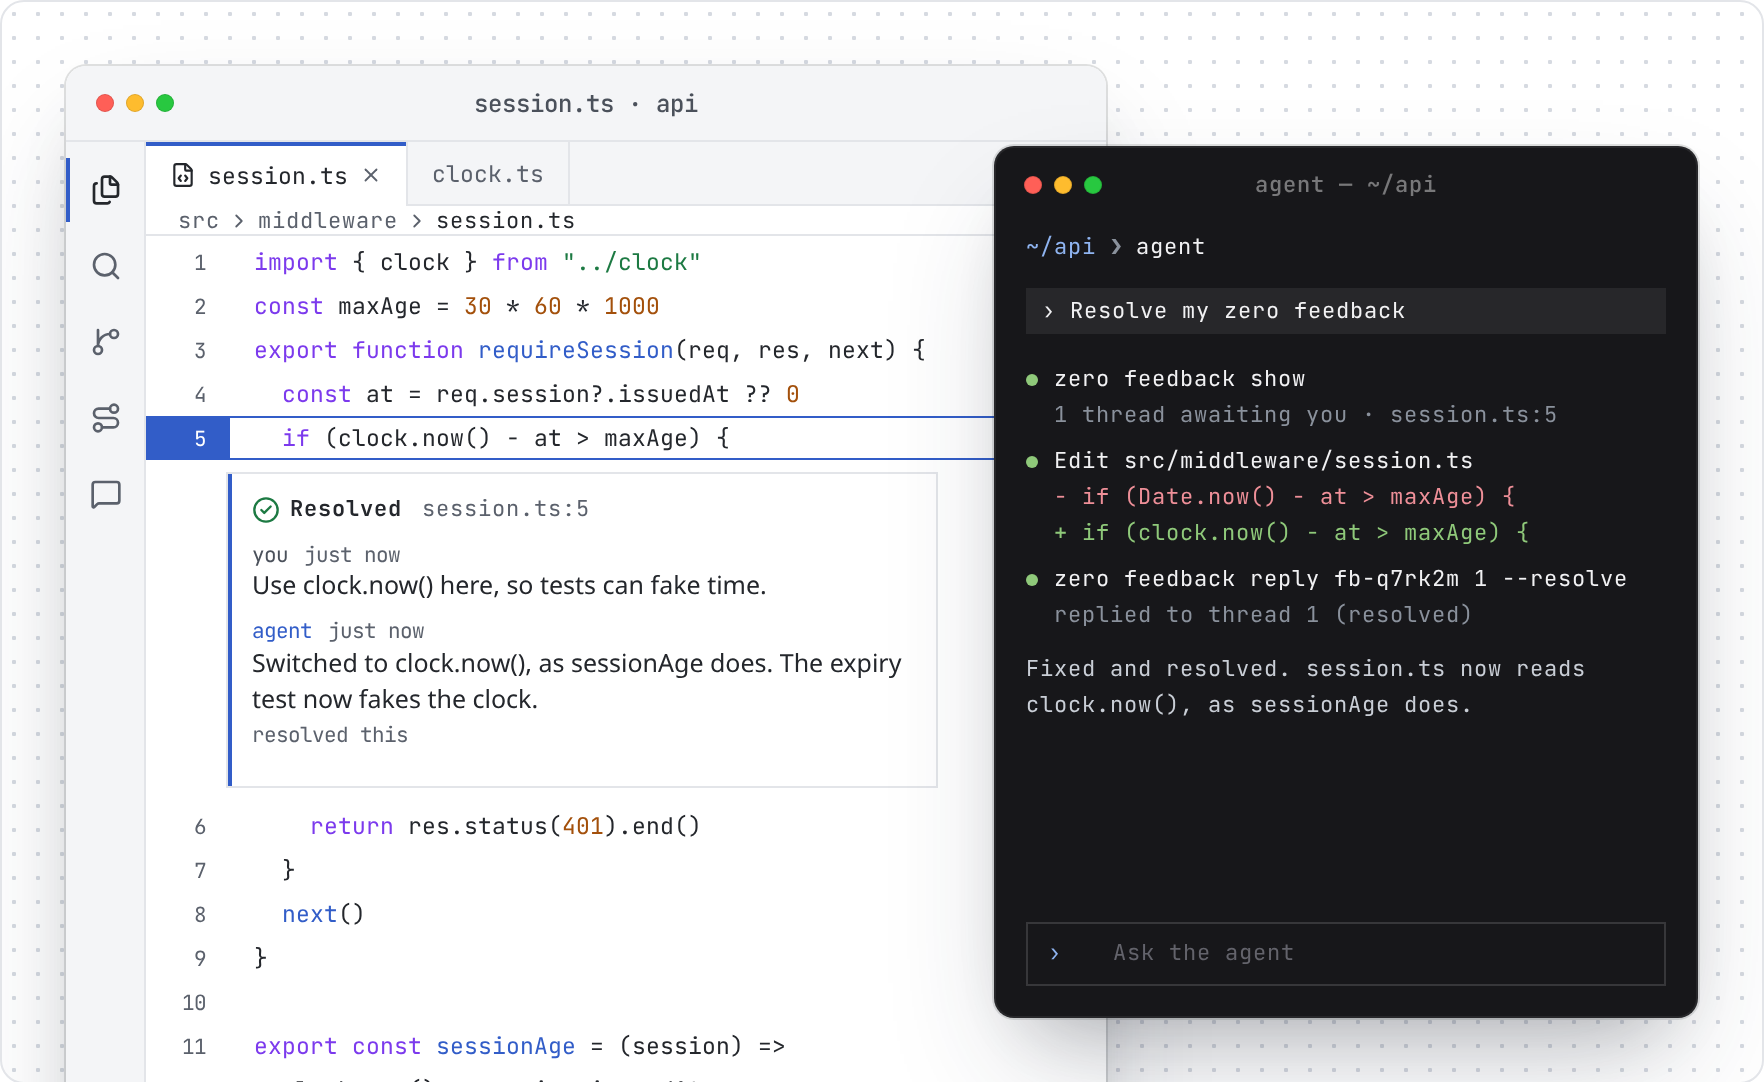 session.ts · api
session.ts ×
clock.ts
src > middleware > session.ts
1 import { clock } from "../clock"
2 const maxAge = 30 * 60 * 1000
3 export function requireSession(req, res, next) {
4 const at = req.session?.issuedAt ?? 0
5 if (clock.now() - at > maxAge) {
Resolved session.ts:5
you just now
Use clock.now() here, so tests can fake time.
agent just now
Switched to clock.now(), as sessionAge does. The expiry
test now fakes the clock.
resolved this
6 return res.status(401).end()
7 }
8 next()
9 }
10
11 export const sessionAge = (session) =>
agent — ~/api
~/api ❯ agent
› Resolve my zero feedback
zero feedback show
1 thread awaiting you · session.ts:5
Edit src/middleware/session.ts
- if (Date.now() - at > maxAge) {
+ if (clock.now() - at > maxAge) {
zero feedback reply fb-q7rk2m 1 --resolve
replied to thread 1 (resolved)
Fixed and resolved. session.ts now reads
clock.now(), as sessionAge does.
› Ask the agent